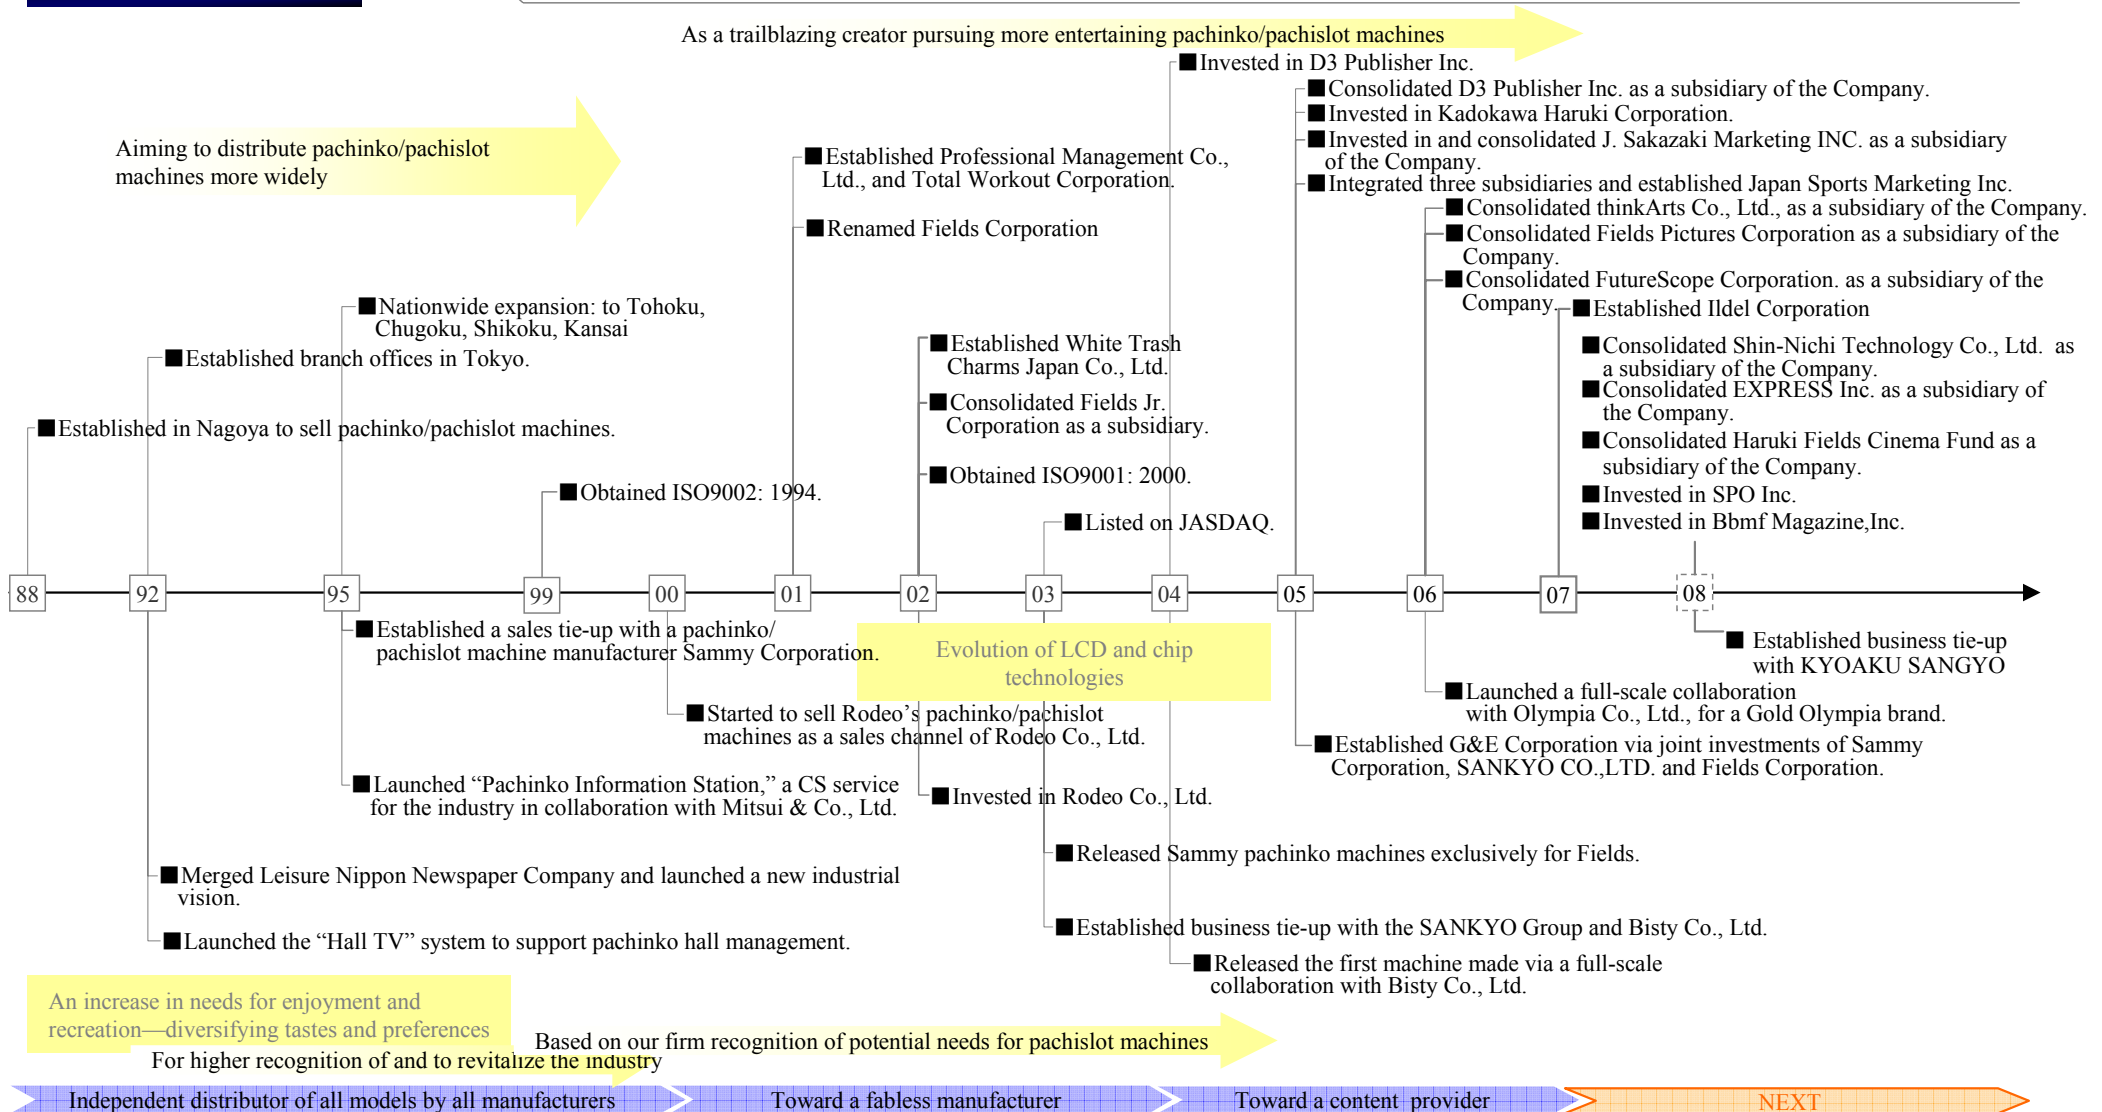 As a trailblazing creator pursuing more entertaining pachinko/pachislot machines
■Invested in D3 Publisher Inc.
■Consolidated D3 Publisher Inc. as a subsidiary of the Company.
■Invested in Kadokawa Haruki Corporation.
■Invested in and consolidated J. Sakazaki Marketing INC. as a subsidiary
of the Company.
■Integrated three subsidiaries and established Japan Sports Marketing Inc.
Aiming to distribute pachinko/pachislot
machines more widely
■Established Professional Management Co.,
Ltd., and Total Workout Corporation.
■Renamed Fields Corporation
■Consolidated thinkArts Co., Ltd., as a subsidiary of the Company.
■Consolidated Fields Pictures Corporation as a subsidiary of the
Company.
■Consolidated FutureScope Corporation. as a subsidiary of the
Company.
■Established Ildel Corporation
■Nationwide expansion: to Tohoku,
Chugoku, Shikoku, Kansai
■Established branch offices in Tokyo.
■Established White Trash
Charms Japan Co., Ltd.
■Consolidated Fields Jr.
Corporation as a subsidiary.
■Obtained ISO9001: 2000.
■Consolidated Shin-Nichi Technology Co., Ltd. as
a subsidiary of the Company.
■Consolidated EXPRESS Inc. as a subsidiary of
the Company.
■Consolidated Haruki Fields Cinema Fund as a
subsidiary of the Company.
■Invested in SPO Inc.
■Invested in Bbmf Magazine,Inc.
■Established in Nagoya to sell pachinko/pachislot machines.
■Obtained ISO9002: 1994.
■Listed on JASDAQ.
88 92 95 99 00 01 02 03 04 05 06 07 08
■Established a sales tie-up with a pachinko/
pachislot machine manufacturer Sammy Corporation.
Evolution of LCD and chip
technologies
■Established business tie-up
with KYOAKU SANGYO
■Launched a full-scale collaboration
with Olympia Co., Ltd., for a Gold Olympia brand.
■Started to sell Rodeo's pachinko/pachislot
machines as a sales channel of Rodeo Co., Ltd.
■Established G&E Corporation via joint investments of Sammy
Corporation, SANKYO CO.,LTD. and Fields Corporation.
■Launched “Pachinko Information Station,” a CS service
for the industry in collaboration with Mitsui & Co., Ltd.
■Invested in Rodeo Co., Ltd.
■Released Sammy pachinko machines exclusively for Fields.
■Merged Leisure Nippon Newspaper Company and launched a new industrial
vision.
■Established business tie-up with the SANKYO Group and Bisty Co., Ltd.
■Launched the “Hall TV” system to support pachinko hall management.
■Released the first machine made via a full-scale
collaboration with Bisty Co., Ltd.
An increase in needs for enjoyment and
recreation—diversifying tastes and preferences
Based on our firm recognition of potential needs for pachislot machines
For higher recognition of and to revitalize the industry
Independent distributor of all models by all manufacturers
Toward a fabless manufacturer
Toward a content provider
NEXT